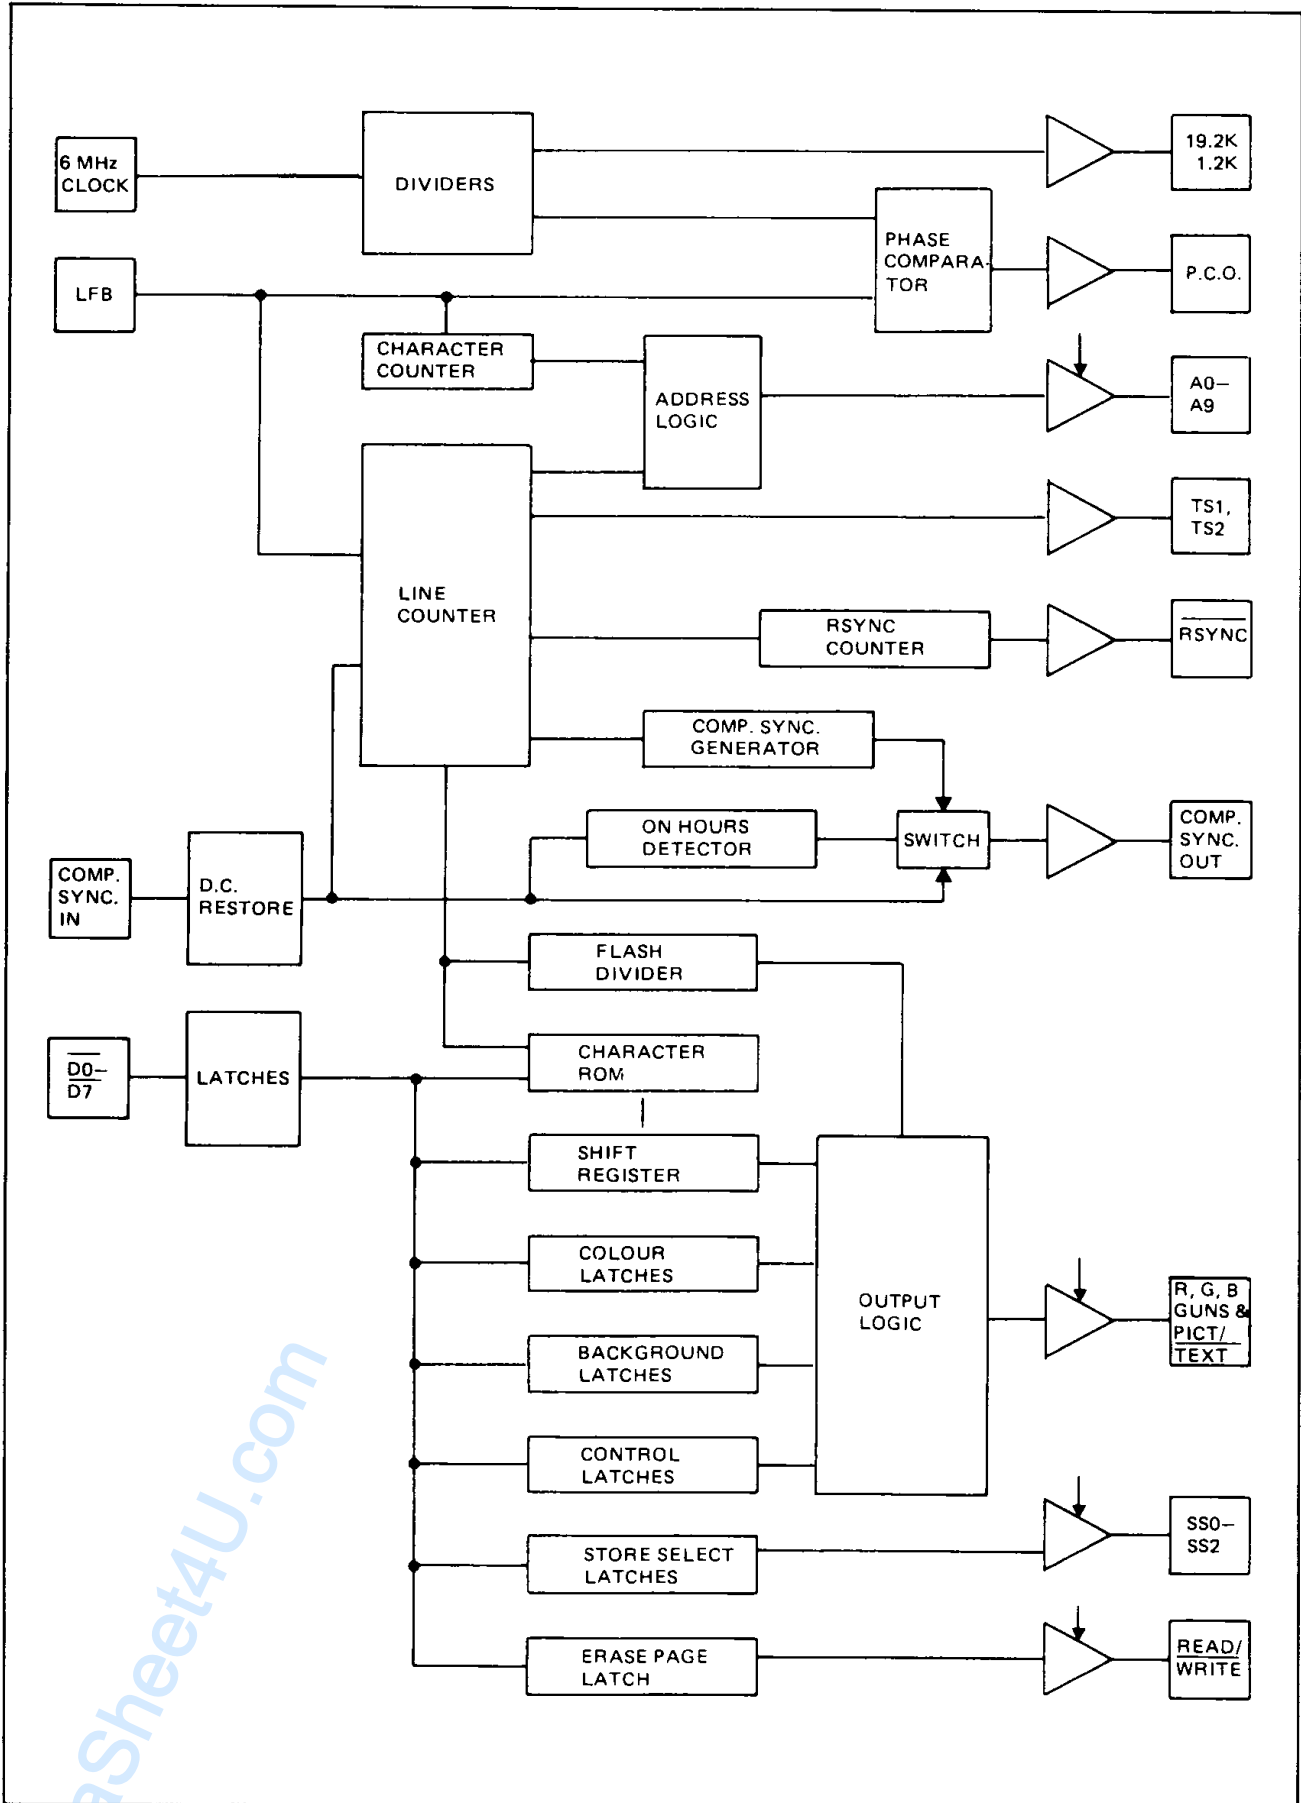 6 MHz
CLOCK
DIVIDERS
19.2K
1.2K
PHASE
COMPARA-
TOR
P.C.O.
LFB
CHARACTER
COUNTER
ADDRESS
LOGIC
A0–
A9
TS1,
TS2
LINE
COUNTER
RSYNC
COUNTER
RSYNC
COMP. SYNC.
GENERATOR
ON HOURS
DETECTOR
SWITCH
COMP.
SYNC.
OUT
COMP.
SYNC.
IN
D.C.
RESTORE
FLASH
DIVIDER
D0–
D7
LATCHES
CHARACTER
ROM
SHIFT
REGISTER
COLOUR
LATCHES
OUTPUT
LOGIC
R, G, B
GUNS &
PICT/
TEXT
BACKGROUND
LATCHES
CONTROL
LATCHES
STORE SELECT
LATCHES
SS0–
SS2
ERASE PAGE
LATCH
READ/
WRITE
aSheet4U.com